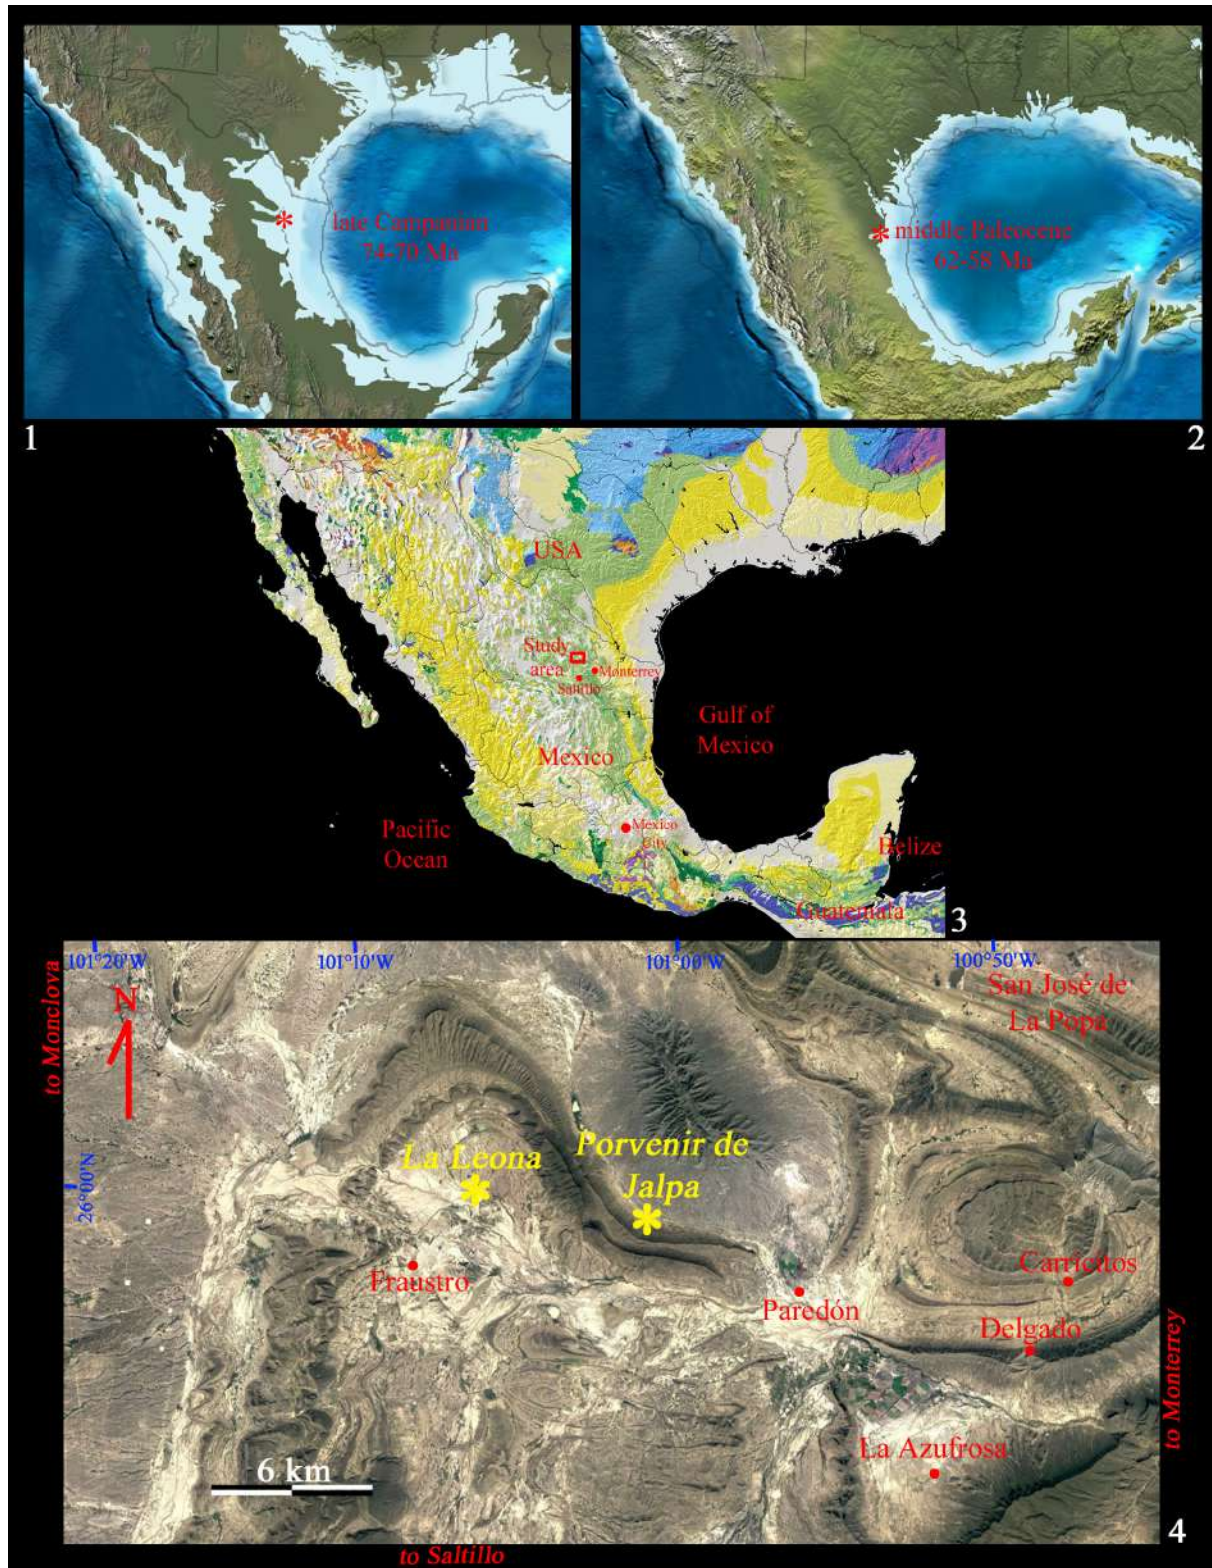 late Campanian
74-70 Ma
middle Paleocene
62-58 Ma
1
2
USA
Study
area
Monterrey
Saltillo
Gulf of
Mexico
Mexico
Mexico
City
Pacific
Ocean
Belize
Guatemala
3
101°20'W
101°10'W
101°00'W
100°50'W
to Monclova
N
San José de
La Popa
26°00'N
La Leona
Porvenir de
Jalpa
Fraustro
Carricitos
Paredón
Delgado
to Monterrey
La Azufrosa
6 km
4
to Saltillo